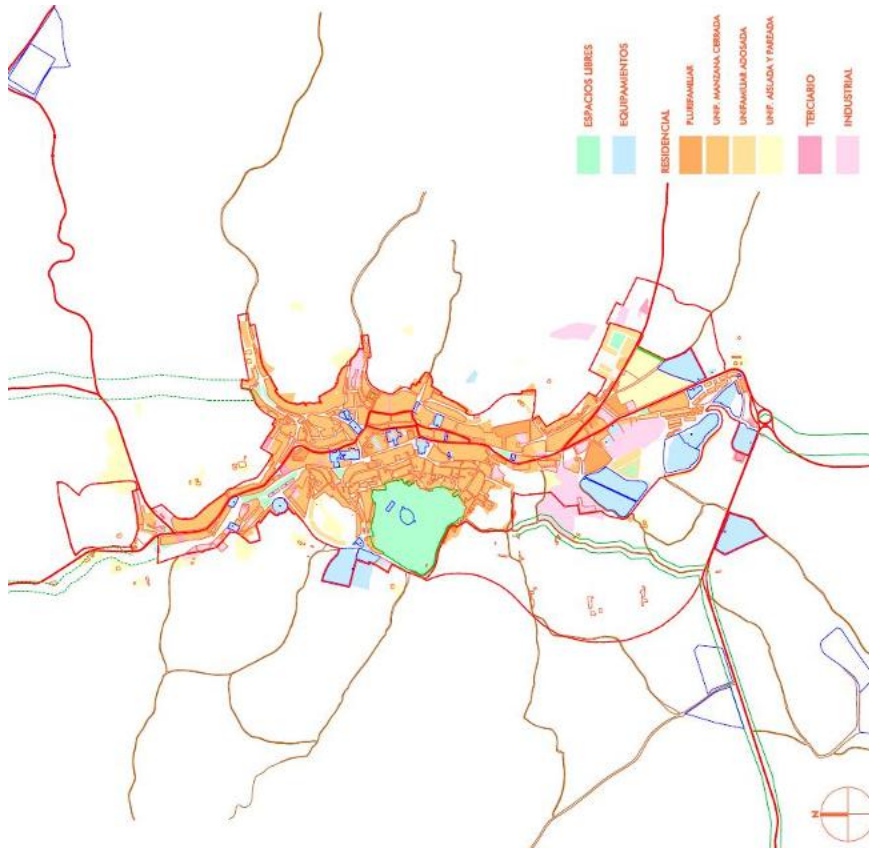 ESPACIOS LIBRES
EQUIPAMIENTOS
RESIDENCIAL
PLURIFAMILIAR
UNIF. MANZANA CERRADA
UNIFAMILIAR ADOSADA
UNIF. AISLADA Y PAREADA
TERCIARIO
INDUSTRIAL
N